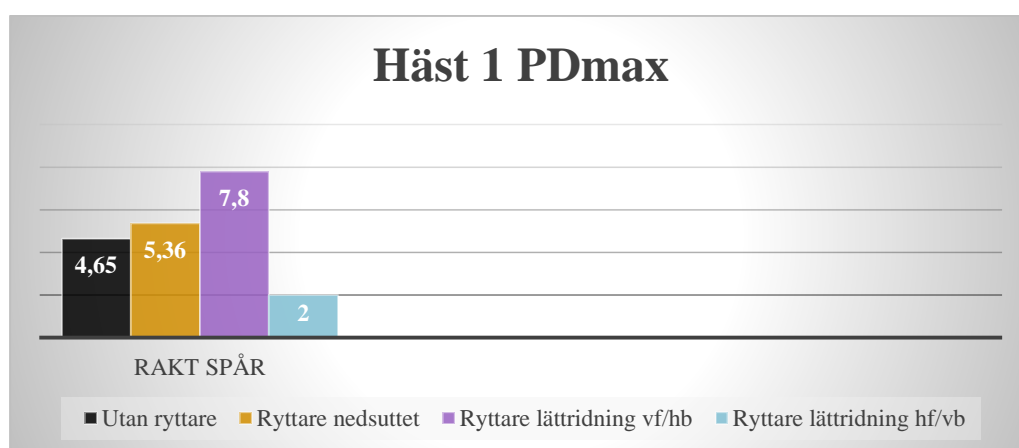 Häst 1 PDmax
7,8
5,36
4,65
2
RAKT SPÅR
Utan ryttare Ryttare nedsuttet Ryttare lättridning vf/hb Ryttare lättridning hf/vb